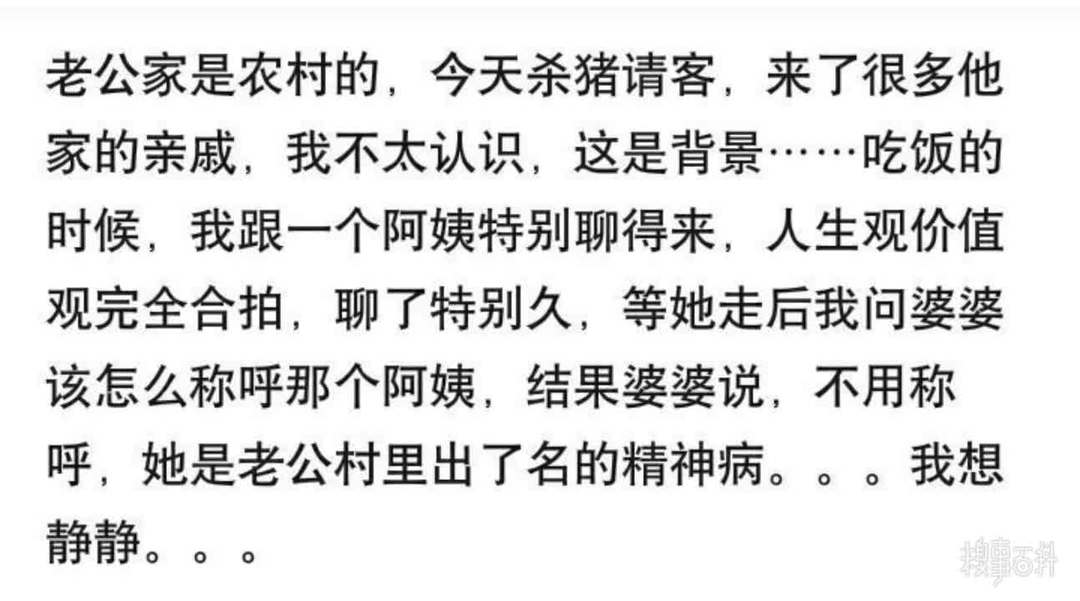 老公家是农村的，今天杀猪请客，来了很多他
家的亲戚，我不太认识，这是背景……吃饭的
时候，我跟一个阿姨特别聊得来，人生观价值
观完全合拍，聊了特别久，等她走后我问婆婆
该怎么称呼那个阿姨，结果婆婆说，不用称
呼，她是老公村里出了名的精神病。。。我想
静静。。。